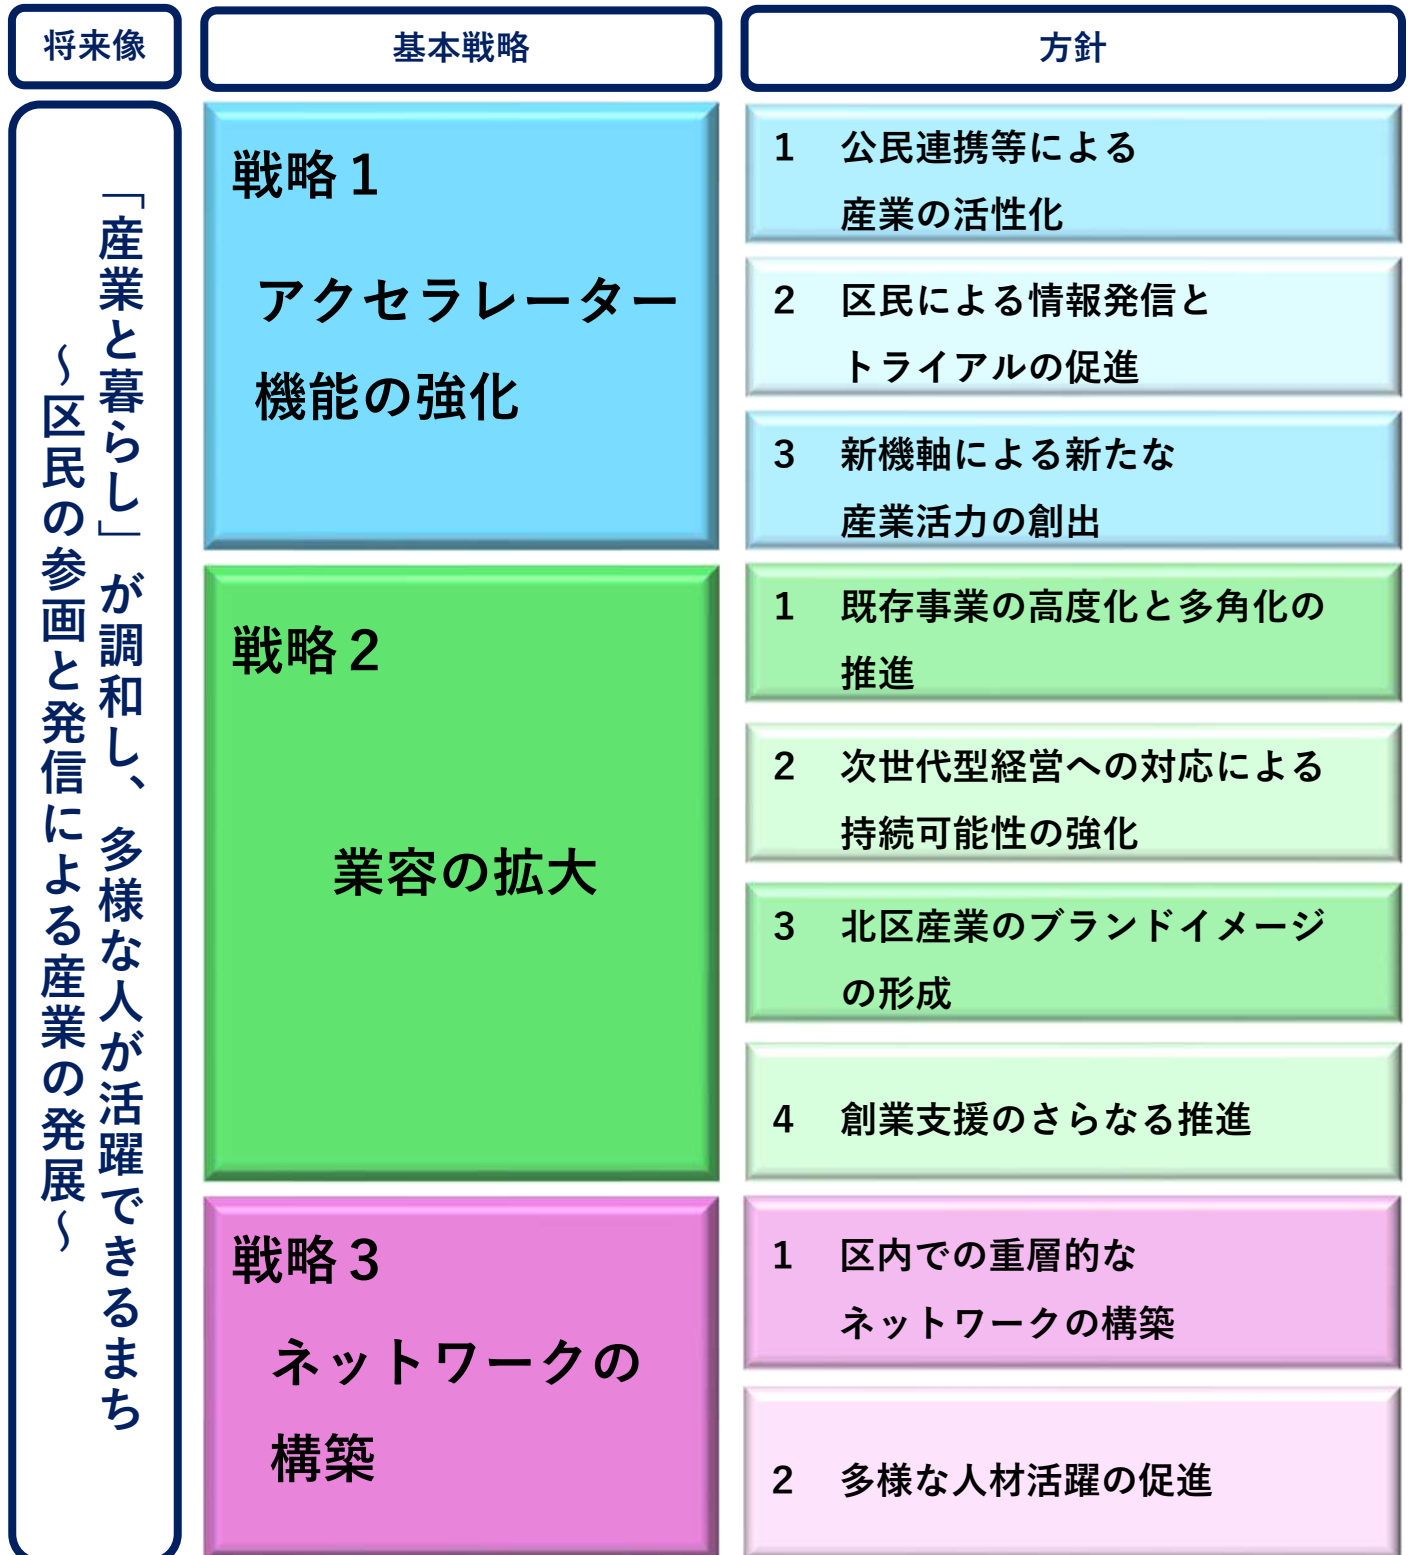 将来像
基本戦略
方針
「産業と暮らし」が調和し、多様な人が活躍できるまち
～区民の参画と発信による産業の発展～
戦略１
アクセラレーター
機能の強化
1 公民連携等による
産業の活性化
2 区民による情報発信と
トライアルの促進
3 新機軸による新たな
産業活力の創出
戦略２
業容の拡大
1 既存事業の高度化と多角化の
推進
2 次世代型経営への対応による
持続可能性の強化
3 北区産業のブランドイメージ
の形成
4 創業支援のさらなる推進
戦略３
ネットワークの
構築
1 区内での重層的な
ネットワークの構築
2 多様な人材活躍の促進